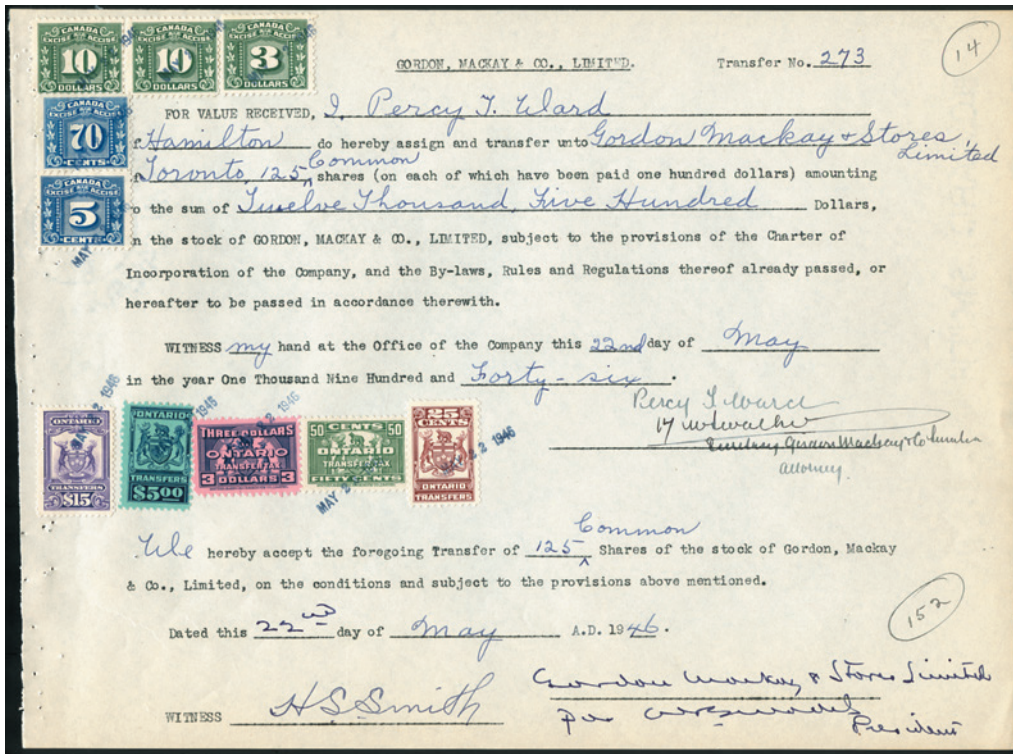 CANADA EXCISE ACCISE 10 DOLLARS
CANADA EXCISE ACCISE 10 DOLLARS
CANADA EXCISE ACCISE 3 DOLLARS
GORDON, MACKAY & CO., LIMITED.
Transfer No. 273
14
CANADA EXCISE ACCISE 70 CENTS
CANADA EXCISE ACCISE 5 CENTS
MAY
FOR VALUE RECEIVED, I, Percy T. Ward
Hamilton do hereby assign and transfer unto Gordon Mackay & Stores Limited
Toronto, 125 Common shares (on each of which have been paid one hundred dollars) amounting
o the sum of Twelve Thousand, Five Hundred Dollars,
in the stock of GORDON, MACKAY & CO., LIMITED, subject to the provisions of the Charter of
Incorporation of the Company, and the By-laws, Rules and Regulations thereof already passed, or
hereafter to be passed in accordance therewith.
WITNESS my hand at the Office of the Company this 22nd day of May
in the year One Thousand Nine Hundred and Forty-six.
Percy T. Ward
Gordon Mackay & Co
attorney
ONTARIO TRANSFERS $15
ONTARIO TRANSFERS $500
THREE DOLLARS ONTARIO TRANSFER TAX 3 DOLLARS 3
50 CENTS 50 ONTARIO TRANSFER TAX FIFTY CENTS
25 CENTS ONTARIO TRANSFERS
MAY 22 1946
We hereby accept the foregoing Transfer of 125 Common Shares of the stock of Gordon, Mackay
& Co., Limited, on the conditions and subject to the provisions above mentioned.
152
Dated this 22nd day of May A.D. 1946.
Gordon Mackay & Stores Limited
WITNESS H S Smith
per
President